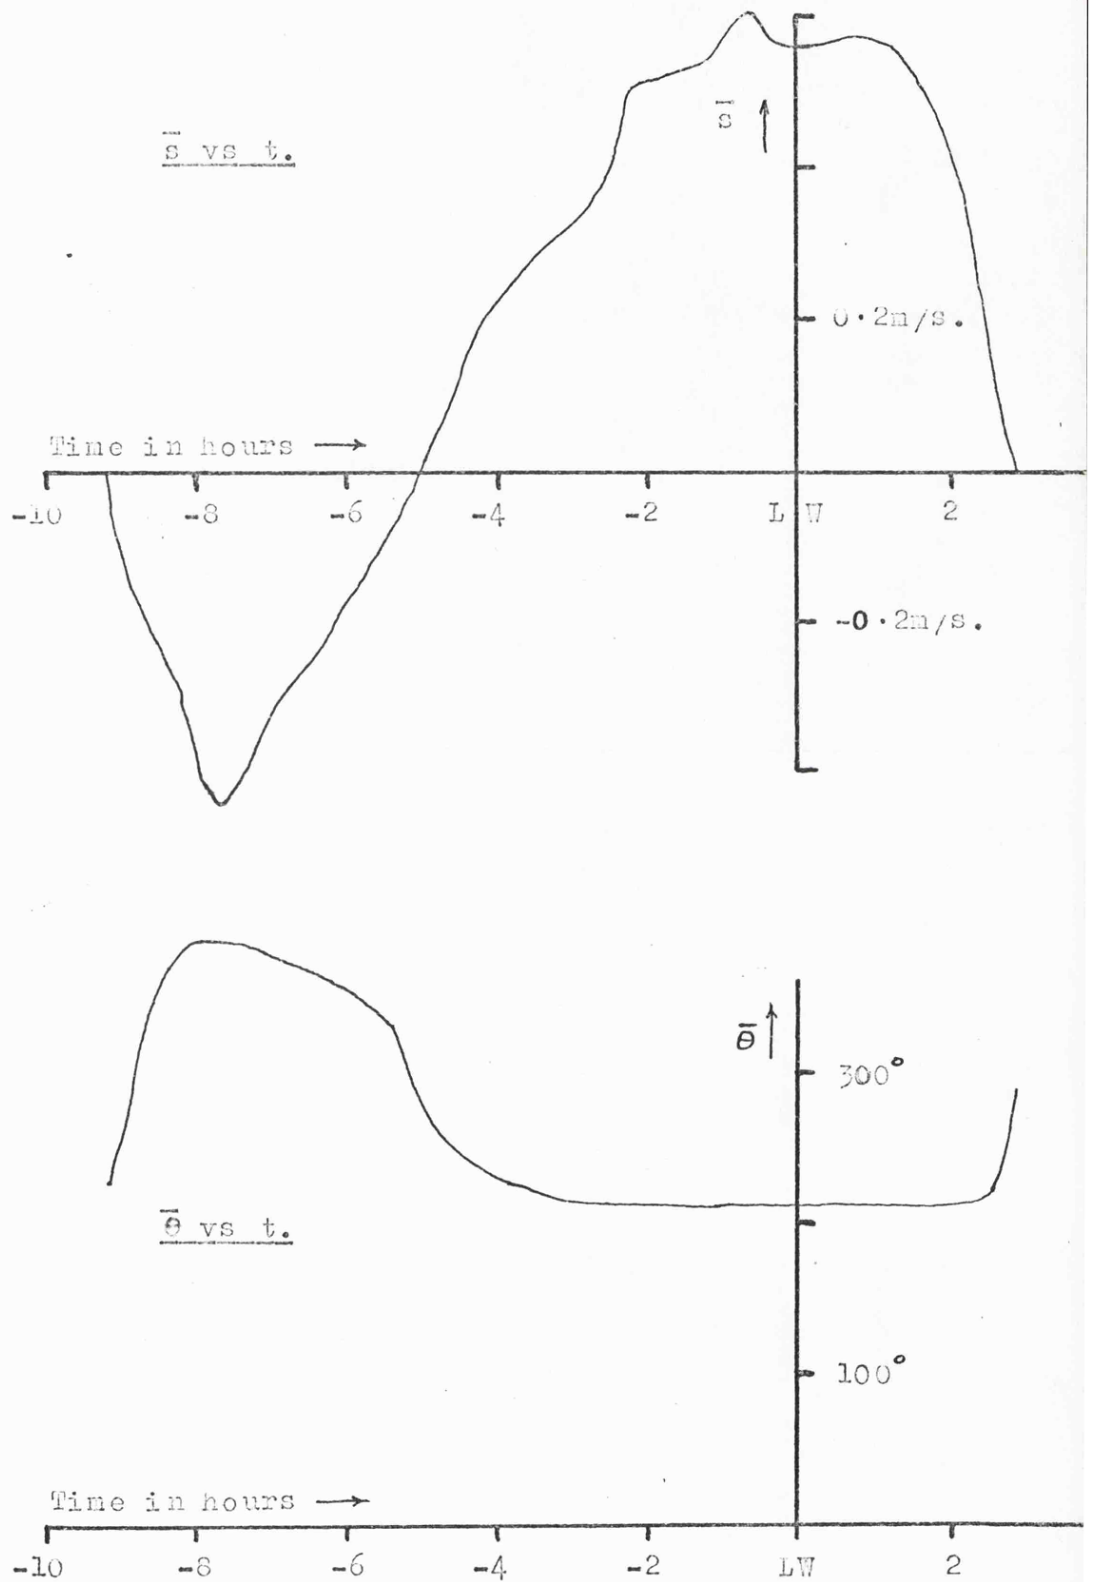 s̄
s̄ vs t.
0·2m/s.
Time in hours →
-10 -8 -6 -4 -2 L W 2
-0·2m/s.
θ̄
300°
θ̄ vs t.
100°
Time in hours →
-10 -8 -6 -4 -2 LW 2